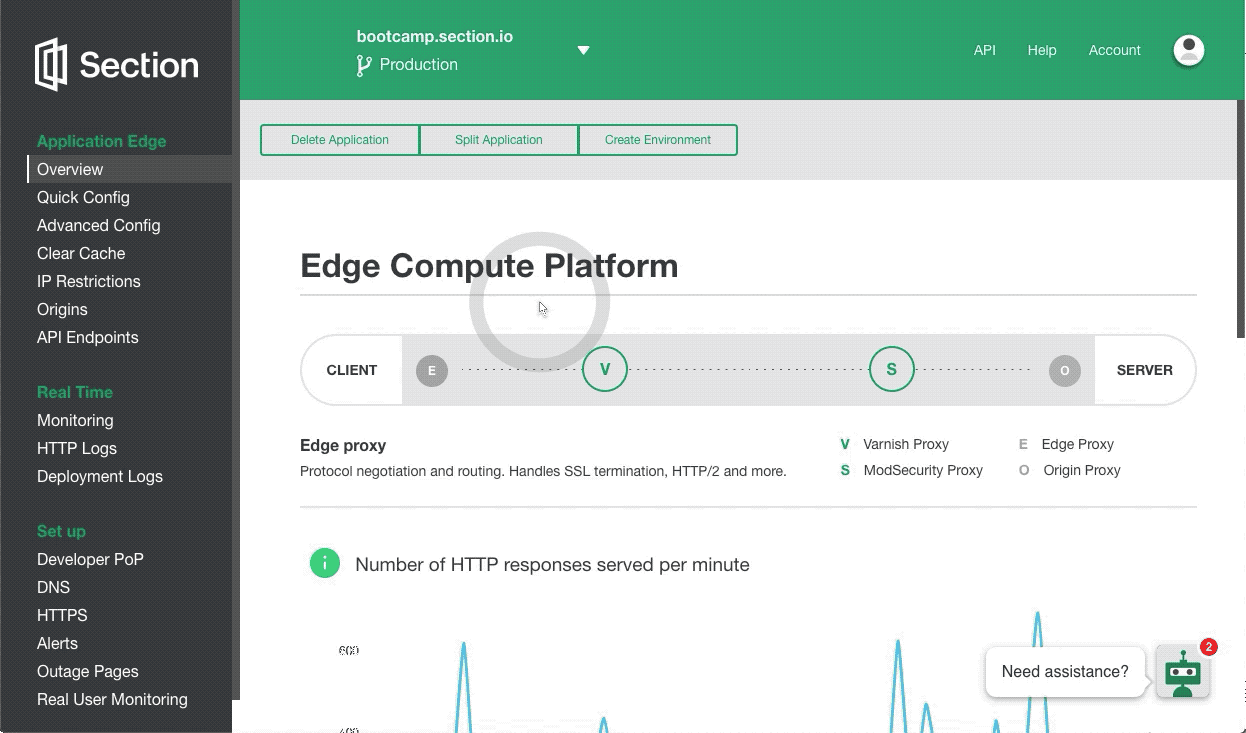 Section
bootcamp.section.io
Production
API Help Account
Application Edge
Overview
Quick Config
Advanced Config
Clear Cache
IP Restrictions
Origins
API Endpoints
Real Time
Monitoring
HTTP Logs
Deployment Logs
Set up
Developer PoP
DNS
HTTPS
Alerts
Outage Pages
Real User Monitoring
Delete Application Split Application Create Environment
Edge Compute Platform
CLIENT E V S O SERVER
Edge proxy
Protocol negotiation and routing. Handles SSL termination, HTTP/2 and more.
V Varnish Proxy E Edge Proxy
S ModSecurity Proxy O Origin Proxy
i Number of HTTP responses served per minute
600
400
Need assistance?
2